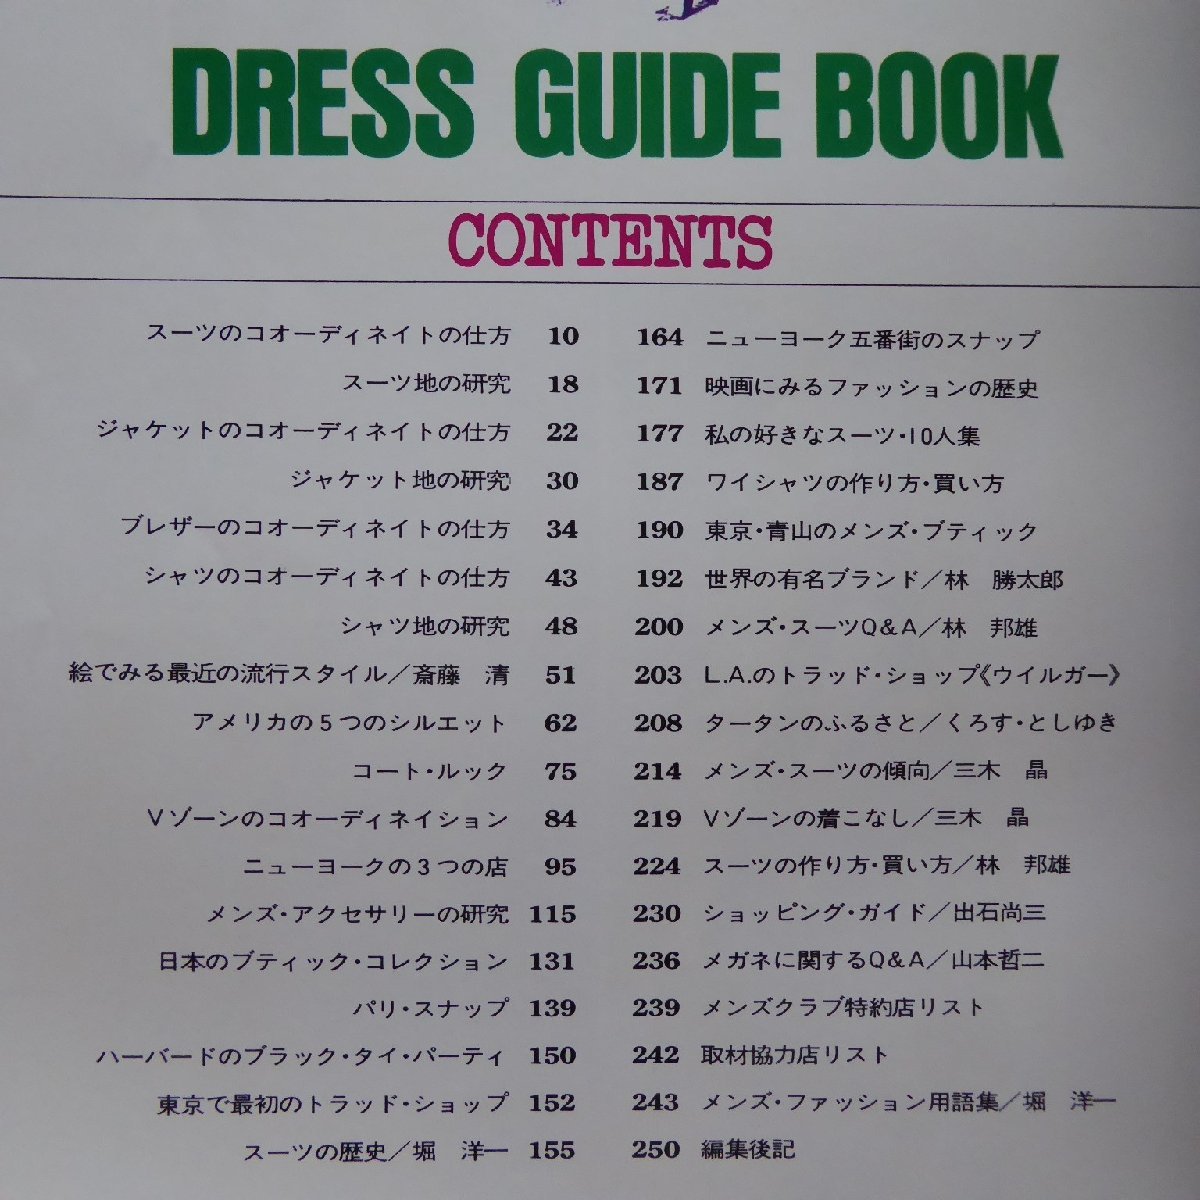 DRESS GUIDE BOOK
CONTENTS
スーツのコオーディネイトの仕方 10
スーツ地の研究 18
ジャケットのコオーディネイトの仕方 22
ジャケット地の研究 30
ブレザーのコオーディネイトの仕方 34
シャツのコオーディネイトの仕方 43
シャツ地の研究 48
絵でみる最近の流行スタイル／斎藤　清 51
アメリカの5つのシルエット 62
コート・ルック 75
Vゾーンのコオーディネイション 84
ニューヨークの3つの店 95
メンズ・アクセサリーの研究 115
日本のブティック・コレクション 131
パリ・スナップ 139
ハーバードのブラック・タイ・パーティ 150
東京で最初のトラッド・ショップ 152
スーツの歴史／堀　洋一 155
164 ニューヨーク五番街のスナップ
171 映画にみるファッションの歴史
177 私の好きなスーツ・10人集
187 ワイシャツの作り方・買い方
190 東京・青山のメンズ・ブティック
192 世界の有名ブランド／林　勝太郎
200 メンズ・スーツQ&A／林　邦雄
203 L.A.のトラッド・ショップ《ウイルガー》
208 タータンのふるさと／くろす・としゆき
214 メンズ・スーツの傾向／三木　晶
219 Vゾーンの着こなし／三木　晶
224 スーツの作り方・買い方／林　邦雄
230 ショッピング・ガイド／出石尚三
236 メガネに関するQ&A／山本哲二
239 メンズクラブ特約店リスト
242 取材協力店リスト
243 メンズ・ファッション用語集／堀　洋一
250 編集後記